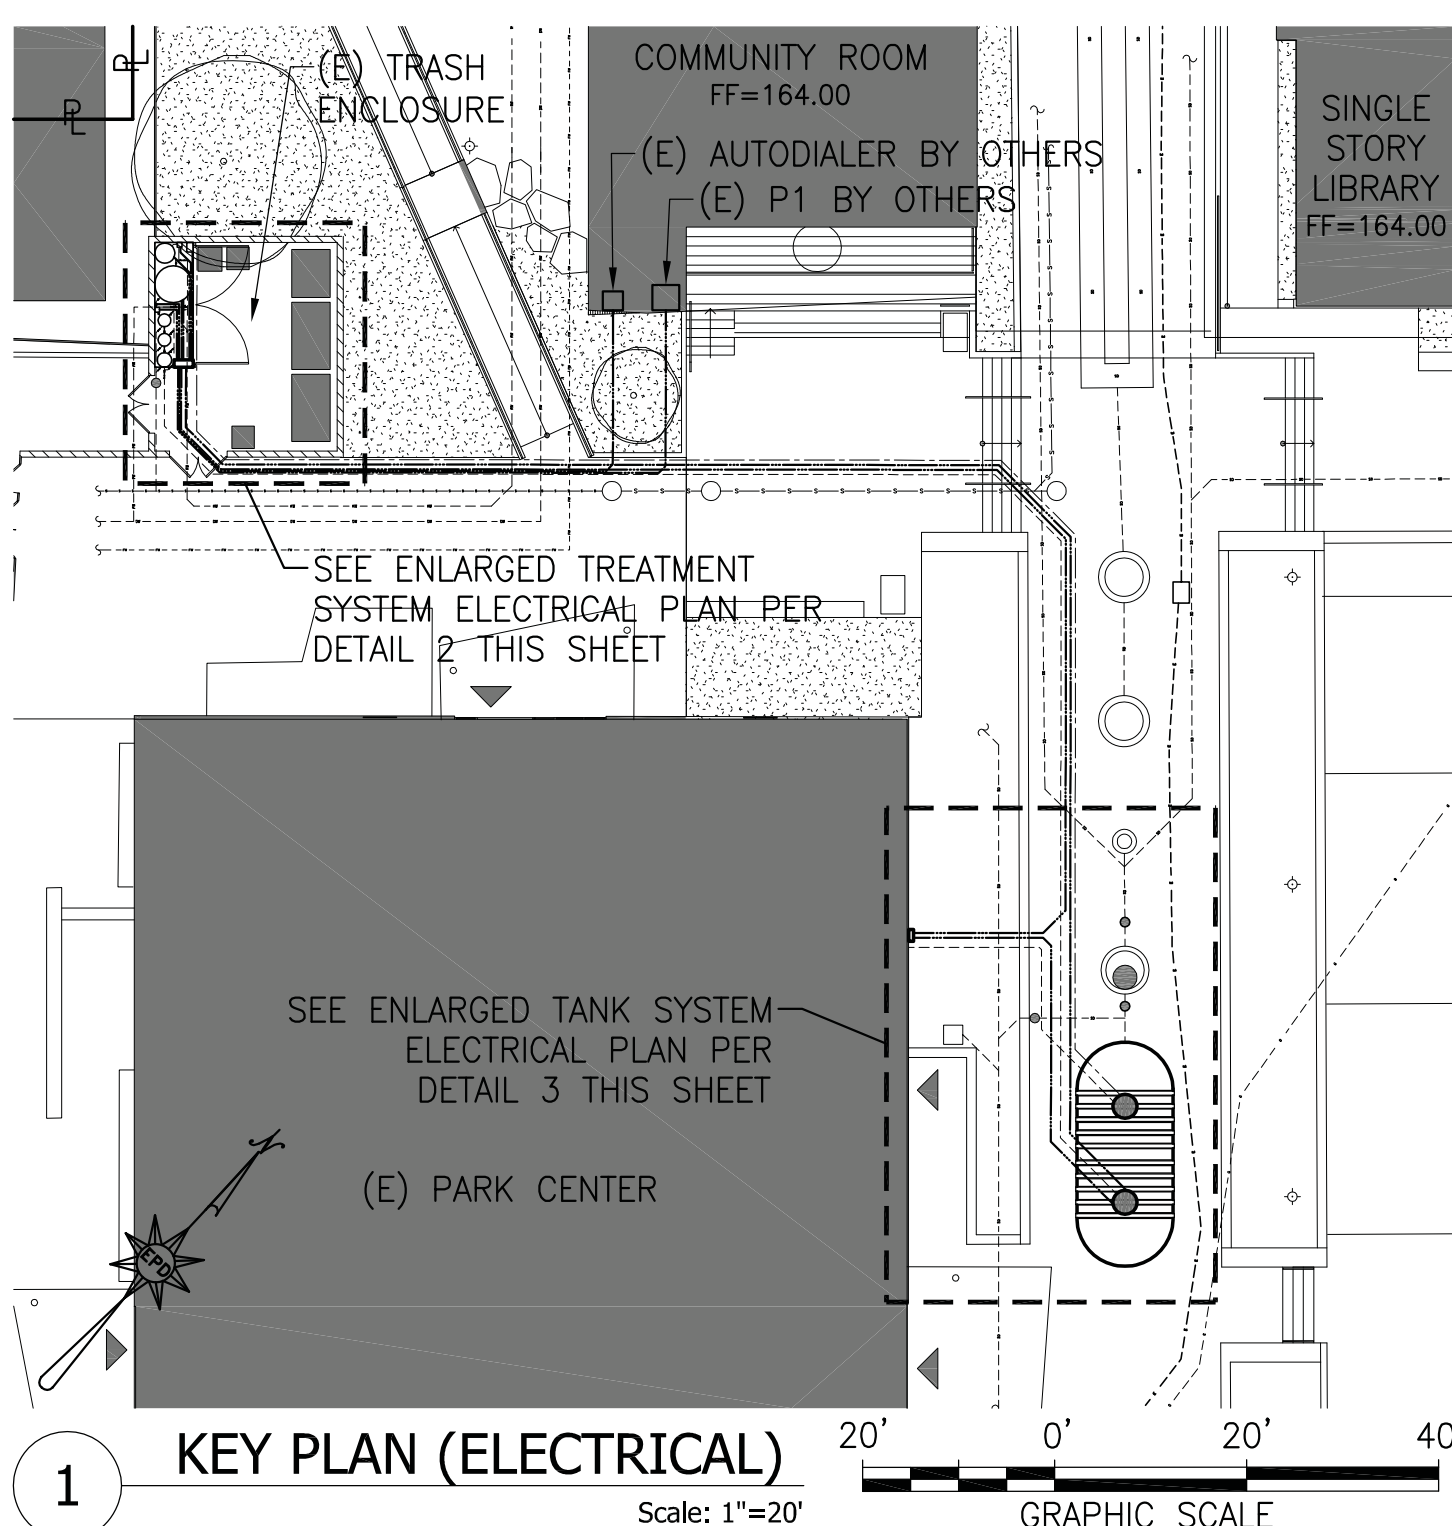 COMMUNITY ROOM
FF=164.00
(E) TRASH
ENCLOSURE
PL
PL
(E) AUTODIALER BY OTHERS
(E) P1 BY OTHERS
SINGLE
STORY
LIBRARY
FF=164.00
SEE ENLARGED TREATMENT
SYSTEM ELECTRICAL PLAN PER
DETAIL 2 THIS SHEET
SEE ENLARGED TANK SYSTEM
ELECTRICAL PLAN PER
DETAIL 3 THIS SHEET
(E) PARK CENTER
N
EPD
1
KEY PLAN (ELECTRICAL)
Scale: 1"=20'
20' 0' 20' 40
GRAPHIC SCALE